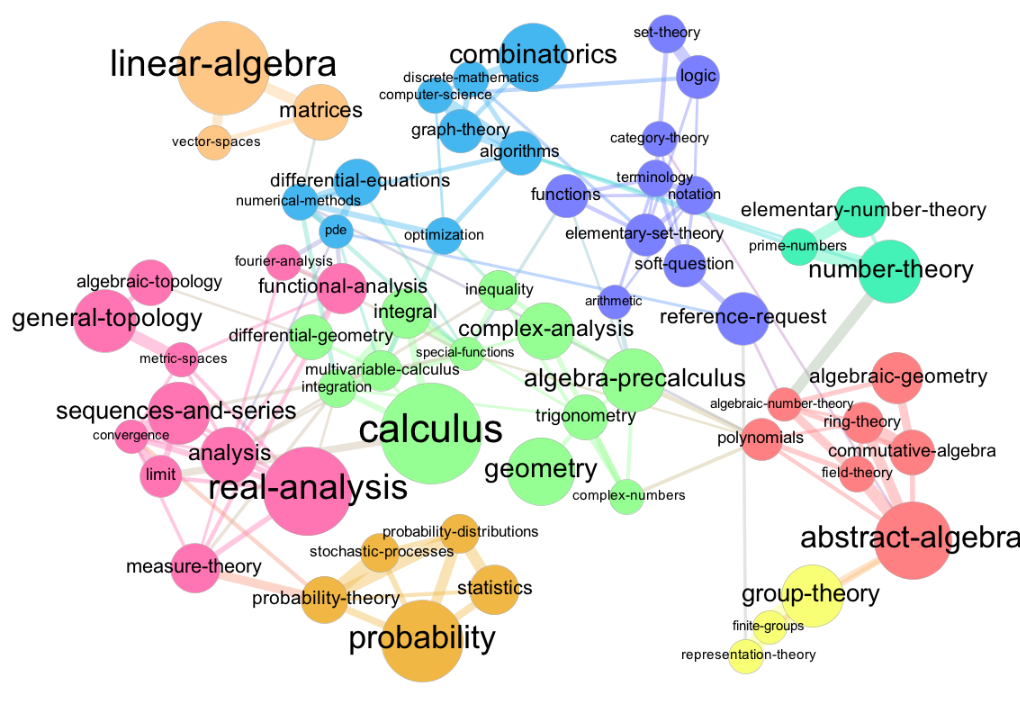 set-theory
combinatorics
linear-algebra
discrete-mathematics
logic
computer-science
matrices
graph-theory
category-theory
vector-spaces
algorithms
terminology
differential-equations
functions
notation
numerical-methods
elementary-number-theory
pde
optimization
elementary-set-theory
prime-numbers
fourier-analysis
soft-question
number-theory
algebraic-topology
functional-analysis
inequality
arithmetic
general-topology
integral
reference-request
complex-analysis
differential-geometry
special-functions
metric-spaces
multivariable-calculus
algebra-precalculus
algebraic-geometry
integration
algebraic-number-theory
sequences-and-series
trigonometry
ring-theory
convergence
calculus
polynomials
analysis
commutative-algebra
limit
geometry
field-theory
real-analysis
complex-numbers
probability-distributions
abstract-algebra
stochastic-processes
measure-theory
statistics
group-theory
probability-theory
finite-groups
probability
representation-theory